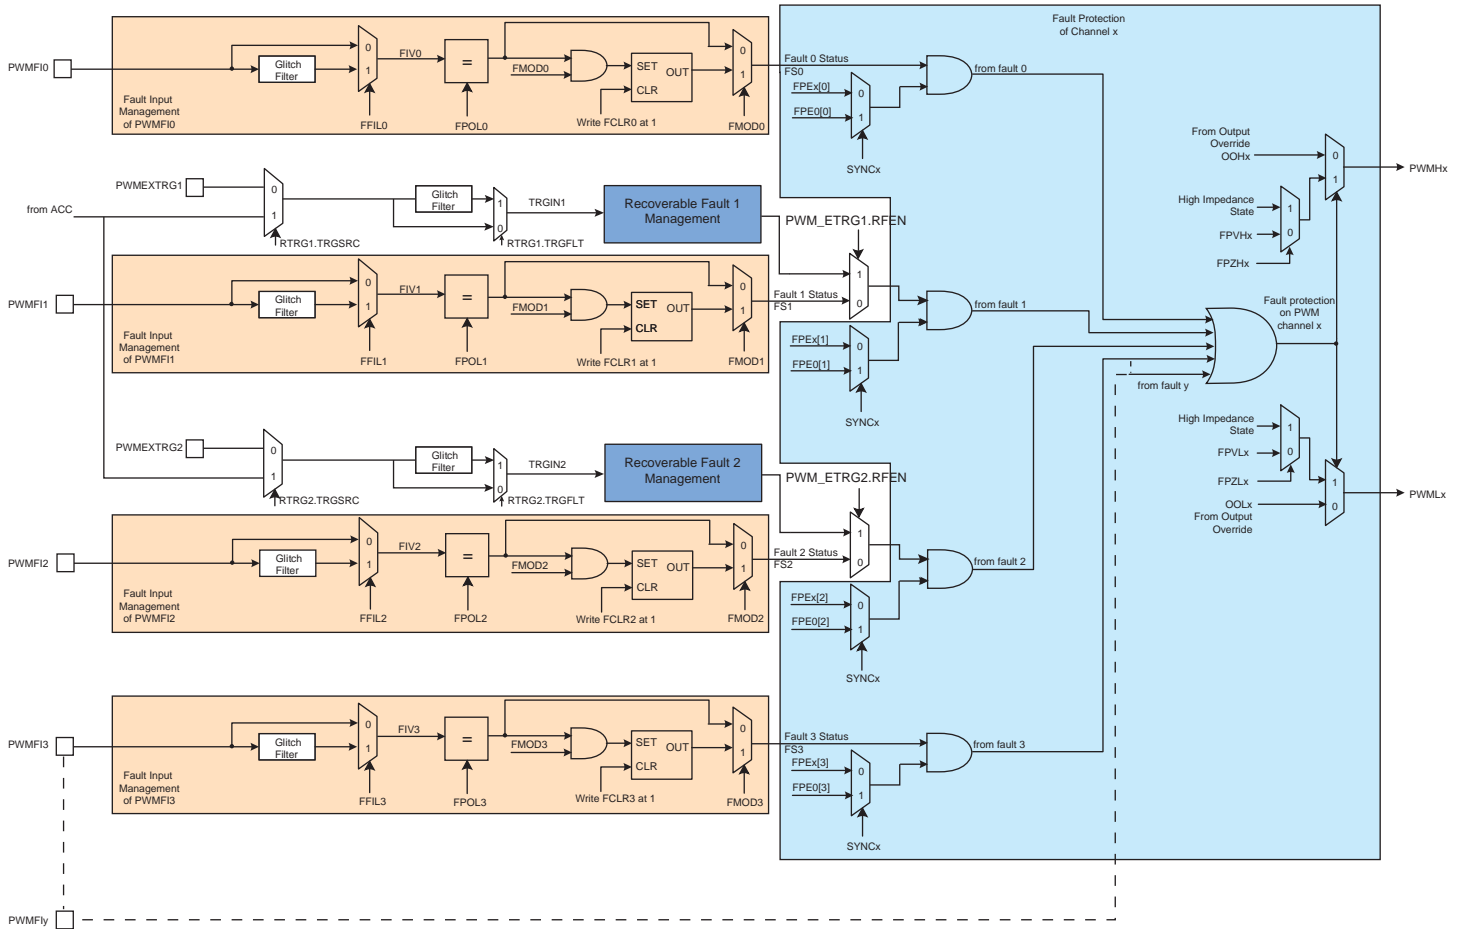 Fault Protection
of Channel x
PWMFI0
0
1
Glitch
Filter
FIV0
=
FMOD0
SET
OUT
CLR
0
1
Fault Input
Management
of PWMFI0
FFIL0
FPOL0
Write FCLR0 at 1
FMOD0
Fault 0 Status
FS0
FPEx[0]
0
FPE0[0]
1
SYNCx
from fault 0
From Output
Override
OOHx
0
1
PWMHx
High Impedance
State
1
FPVHx
0
FPZHx
PWMEXTRG1
0
from ACC
1
RTRG1.TRGSRC
Glitch
Filter
1
0
TRGIN1
RTRG1.TRGFLT
Recoverable Fault 1
Management
PWM_ETRG1.RFEN
1
0
PWMFI1
0
1
Glitch
Filter
FIV1
=
FMOD1
SET
OUT
CLR
0
1
Fault Input
Management
of PWMFI1
FFIL1
FPOL1
Write FCLR1 at 1
FMOD1
Fault 1 Status
FS1
FPEx[1]
0
FPE0[1]
1
SYNCx
from fault 1
Fault protection
on PWM
channel x
from fault y
PWMEXTRG2
0
1
RTRG2.TRGSRC
Glitch
Filter
1
0
TRGIN2
RTRG2.TRGFLT
Recoverable Fault 2
Management
PWM_ETRG2.RFEN
1
0
High Impedance
State
1
FPVLx
0
FPZLx
1
OOLx
0
From Output
Override
PWMLx
PWMFI2
0
1
Glitch
Filter
FIV2
=
FMOD2
SET
OUT
CLR
0
1
Fault Input
Management
of PWMFI2
FFIL2
FPOL2
Write FCLR2 at 1
FMOD2
Fault 2 Status
FS2
FPEx[2]
0
FPE0[2]
1
SYNCx
from fault 2
PWMFI3
0
1
Glitch
Filter
FIV3
=
FMOD3
SET
OUT
CLR
0
1
Fault Input
Management
of PWMFI3
FFIL3
FPOL3
Write FCLR3 at 1
FMOD3
Fault 3 Status
FS3
FPEx[3]
0
FPE0[3]
1
SYNCx
from fault 3
PWMFIy